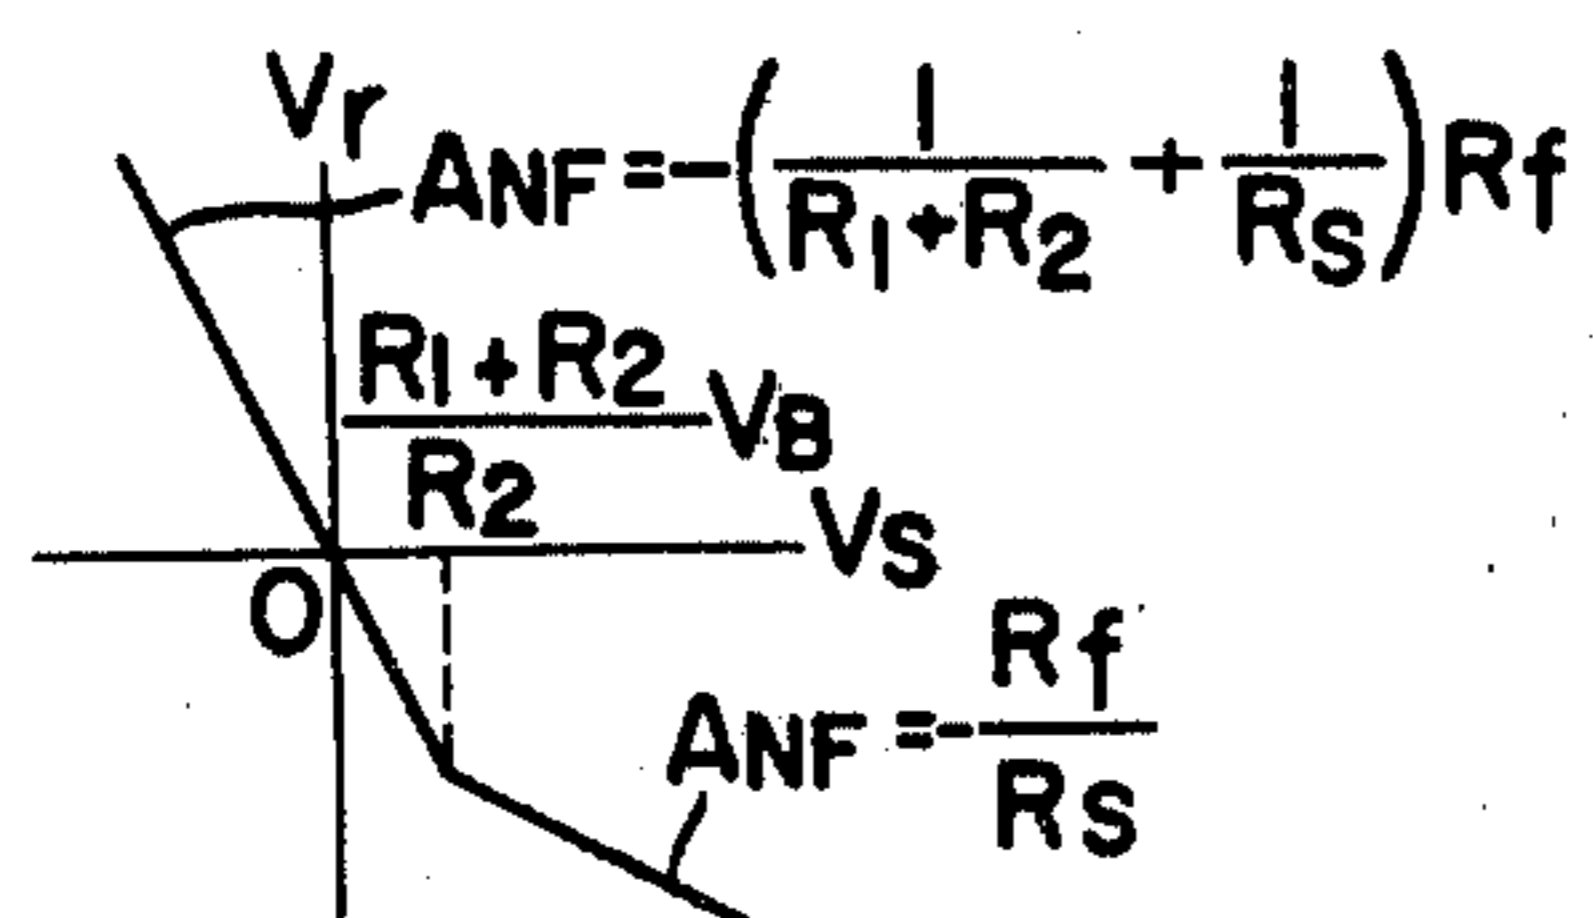 Vr
ANF=-(1/(R1+R2) + 1/RS)Rf
(R1+R2)/R2 VB
VS
O
ANF=-Rf/RS